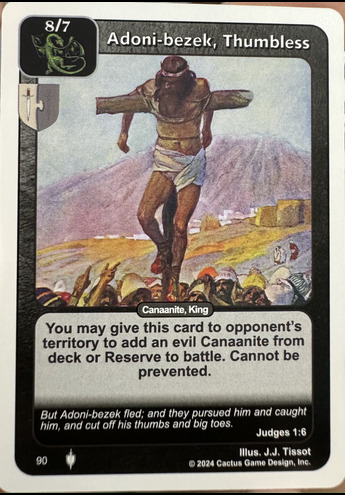 8/7
Adoni-bezek, Thumbless
Canaanite, King
You may give this card to opponent's
territory to add an evil Canaanite from
deck or Reserve to battle. Cannot be
prevented.
But Adoni-bezek fled; and they pursued him and caught
him, and cut off his thumbs and big toes.
Judges 1:6
Illus. J.J. Tissot
90
© 2024 Cactus Game Design, Inc.